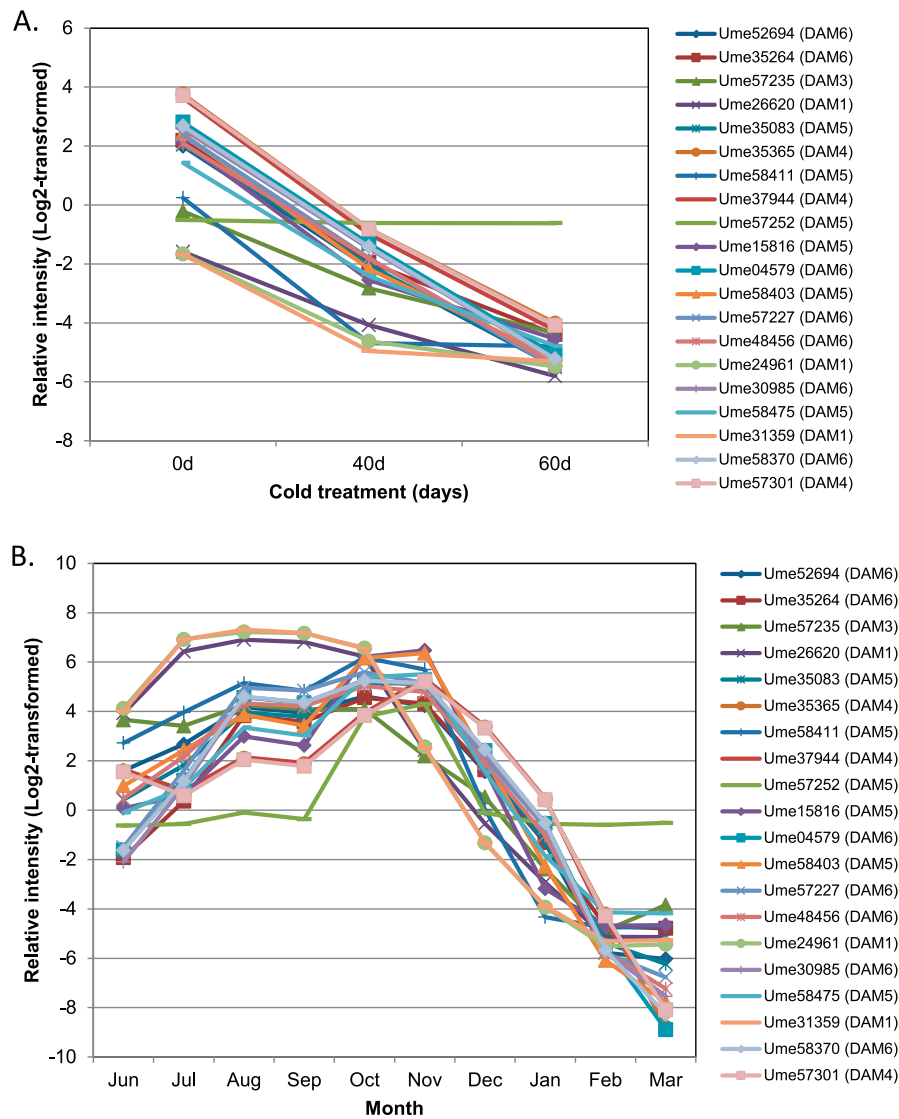 A.
Relative intensity (Log2-transformed)
6
4
2
0
-2
-4
-6
-8
0d 40d 60d
Cold treatment (days)
Ume52694 (DAM6)
Ume35264 (DAM6)
Ume57235 (DAM3)
Ume26620 (DAM1)
Ume35083 (DAM5)
Ume35365 (DAM4)
Ume58411 (DAM5)
Ume37944 (DAM4)
Ume57252 (DAM5)
Ume15816 (DAM5)
Ume04579 (DAM6)
Ume58403 (DAM5)
Ume57227 (DAM6)
Ume48456 (DAM6)
Ume24961 (DAM1)
Ume30985 (DAM6)
Ume58475 (DAM5)
Ume31359 (DAM1)
Ume58370 (DAM6)
Ume57301 (DAM4)
B.
Relative intensity (Log2-transformed)
10
8
6
4
2
0
-2
-4
-6
-8
-10
Jun Jul Aug Sep Oct Nov Dec Jan Feb Mar
Month
Ume52694 (DAM6)
Ume35264 (DAM6)
Ume57235 (DAM3)
Ume26620 (DAM1)
Ume35083 (DAM5)
Ume35365 (DAM4)
Ume58411 (DAM5)
Ume37944 (DAM4)
Ume57252 (DAM5)
Ume15816 (DAM5)
Ume04579 (DAM6)
Ume58403 (DAM5)
Ume57227 (DAM6)
Ume48456 (DAM6)
Ume24961 (DAM1)
Ume30985 (DAM6)
Ume58475 (DAM5)
Ume31359 (DAM1)
Ume58370 (DAM6)
Ume57301 (DAM4)